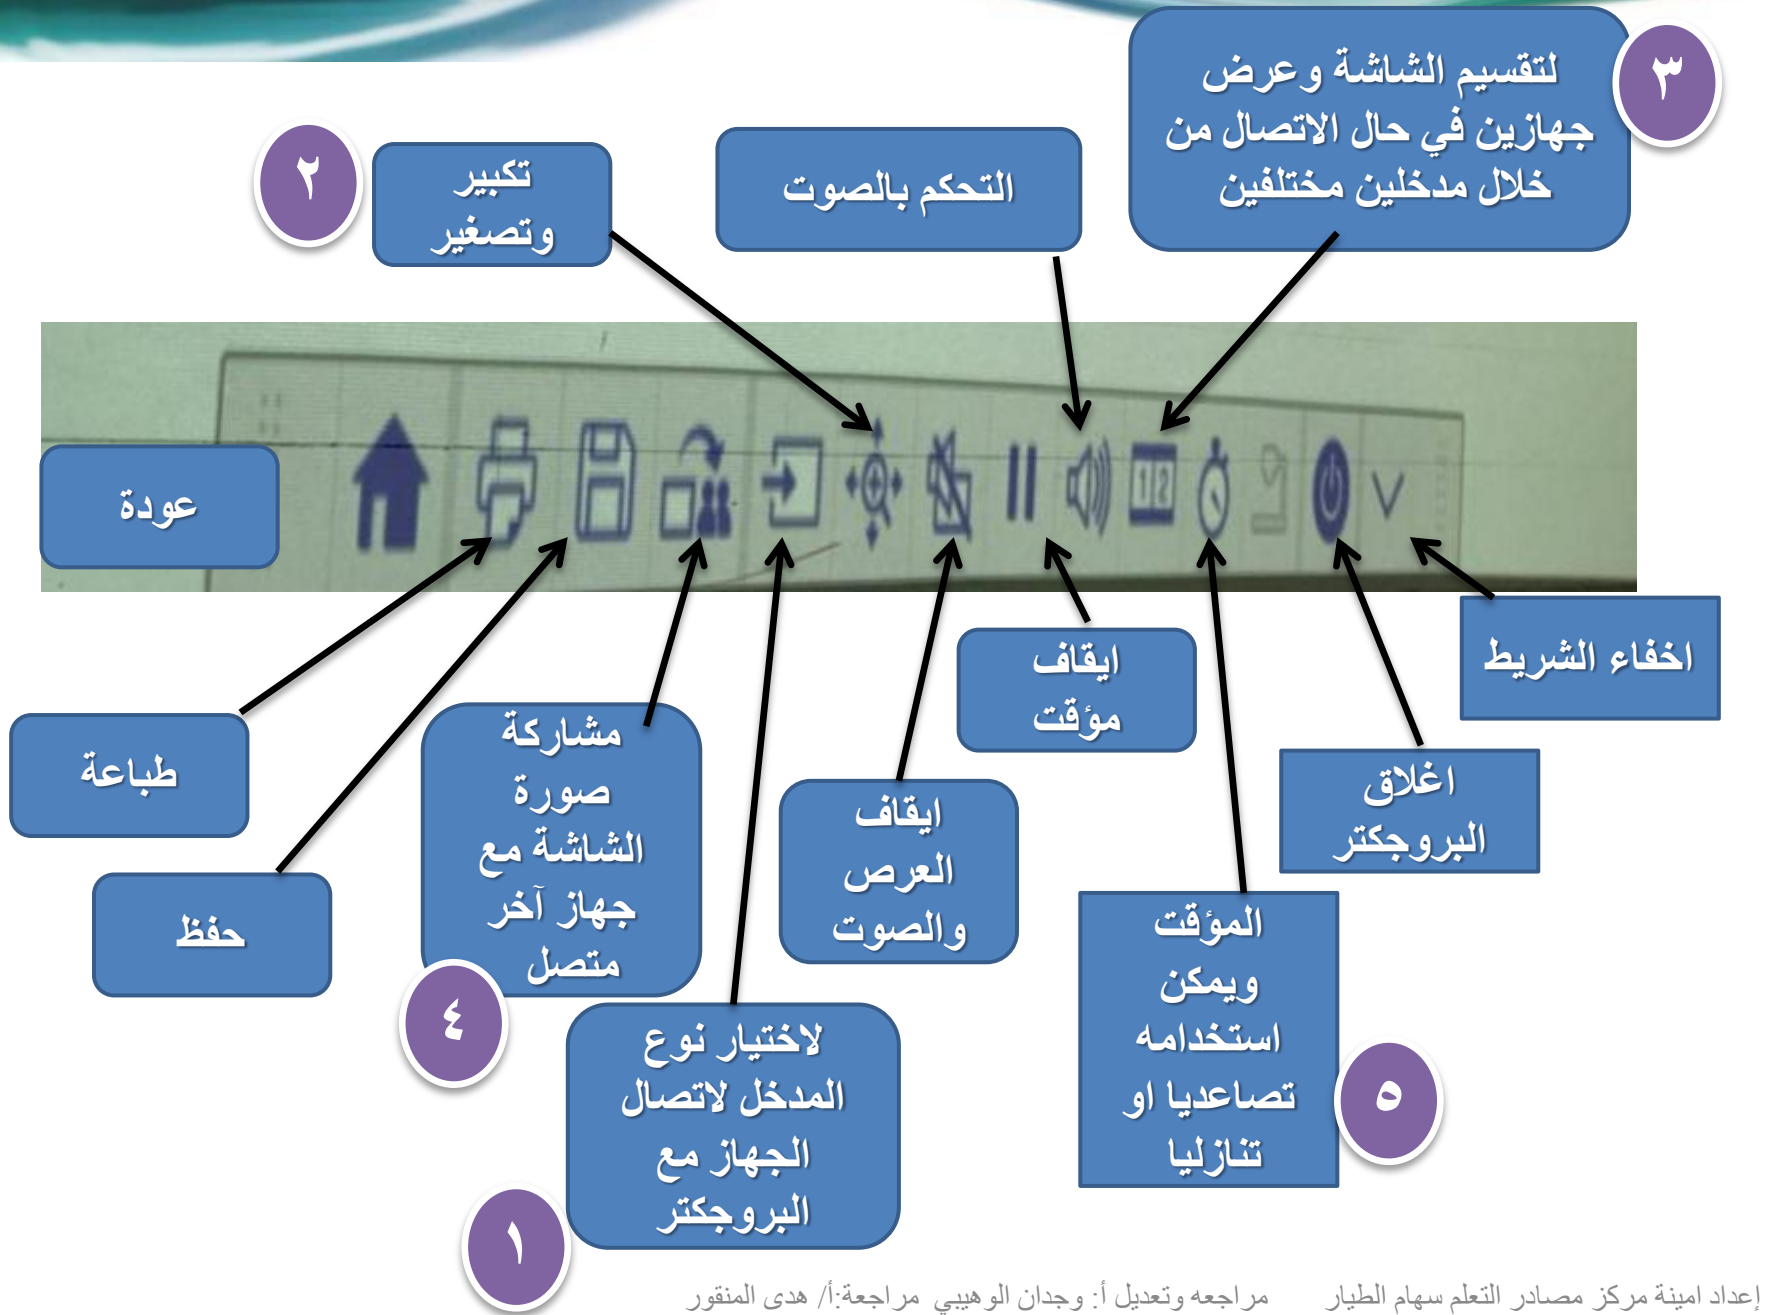 لتقسيم الشاشة وعرض
جهازين في حال الاتصال من
خلال مدخلين مختلفين
٣
التحكم بالصوت
تكبير
وتصغير
٢
1 2
عودة
اخفاء الشريط
ايقاف
مؤقت
اغلاق
البروجكتر
طباعة
مشاركة
صورة
الشاشة مع
جهاز آخر
متصل
٤
ايقاف
العرص
والصوت
حفظ
المؤقت
ويمكن
استخدامه
تصاعديا او
تنازليا
٥
لاختيار نوع
المدخل لاتصال
الجهاز مع
البروجكتر
١
إعداد امينة مركز مصادر التعلم سهام الطيار مراجعه وتعديل أ: وجدان الوهيبي مراجعة:أ/ هدى المنقور